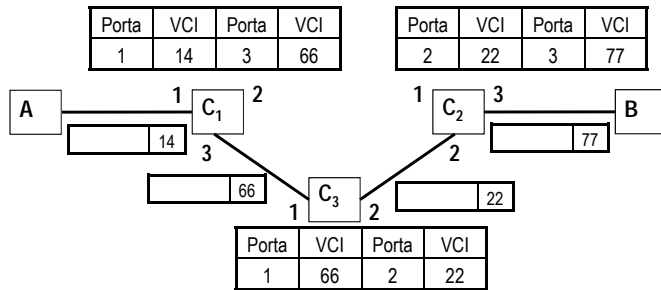 Porta VCI Porta VCI
1 14 3 66
Porta VCI Porta VCI
2 22 3 77
A 1 C1 2
1 C2 3 B
14 3
2 77
66
22
1 C3 2
Porta VCI Porta VCI
1 66 2 22